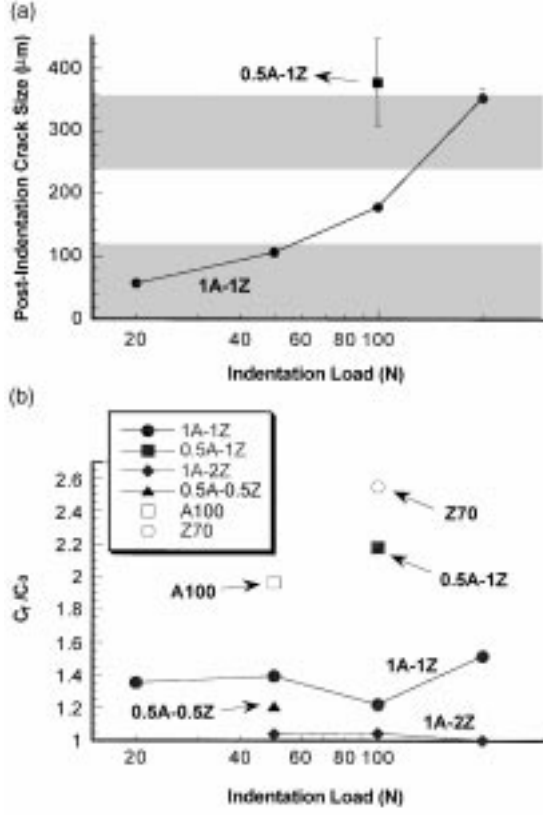 (a)
Post-Indentation Crack Size (μm)
400
300
200
100
0
0.5A-1Z
1A-1Z
20
40
60
80
100
Indentation Load (N)
(b)
1A-1Z
0.5A-1Z
1A-2Z
0.5A-0.5Z
A100
Z70
Cr/Ca
2.6
2.4
2.2
2
1.8
1.6
1.4
1.2
1
Z70
0.5A-1Z
A100
1A-1Z
0.5A-0.5Z
1A-2Z
20
40
60
80
100
Indentation Load (N)